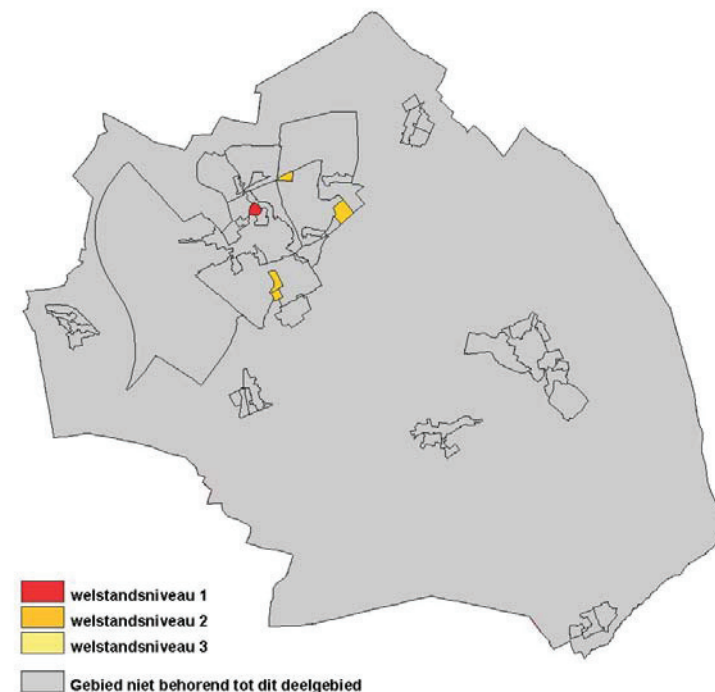 welstandsniveau 1
welstandsniveau 2
welstandsniveau 3
Gebied niet behorend tot dit deelgebied